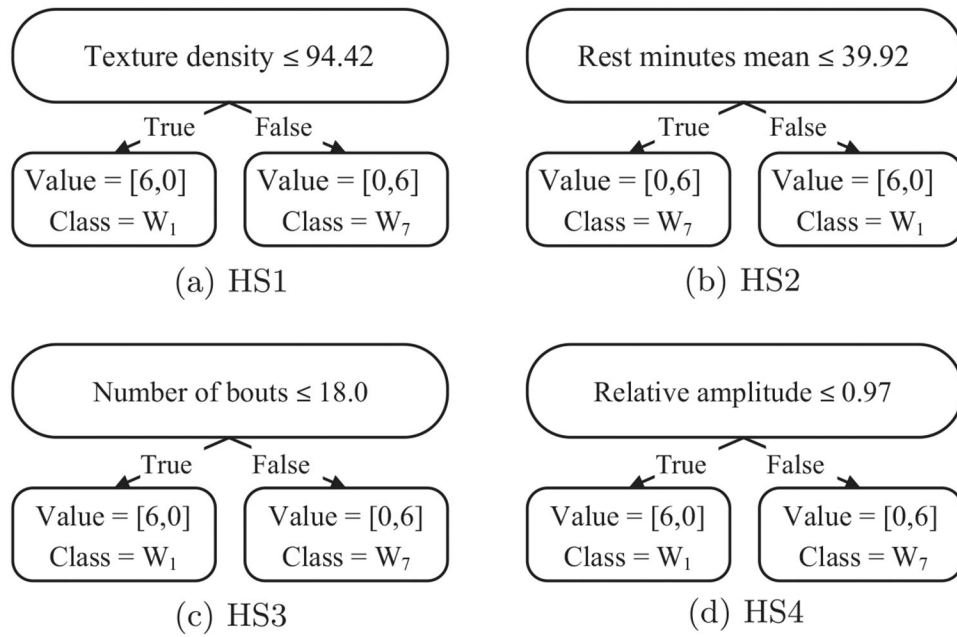 Texture density ≤ 94.42
True False
Value = [6,0]
Class = W₁
Value = [0,6]
Class = W₇
(a) HS1
Rest minutes mean ≤ 39.92
True False
Value = [0,6]
Class = W₇
Value = [6,0]
Class = W₁
(b) HS2
Number of bouts ≤ 18.0
True False
Value = [6,0]
Class = W₁
Value = [0,6]
Class = W₇
(c) HS3
Relative amplitude ≤ 0.97
True False
Value = [6,0]
Class = W₁
Value = [0,6]
Class = W₇
(d) HS4